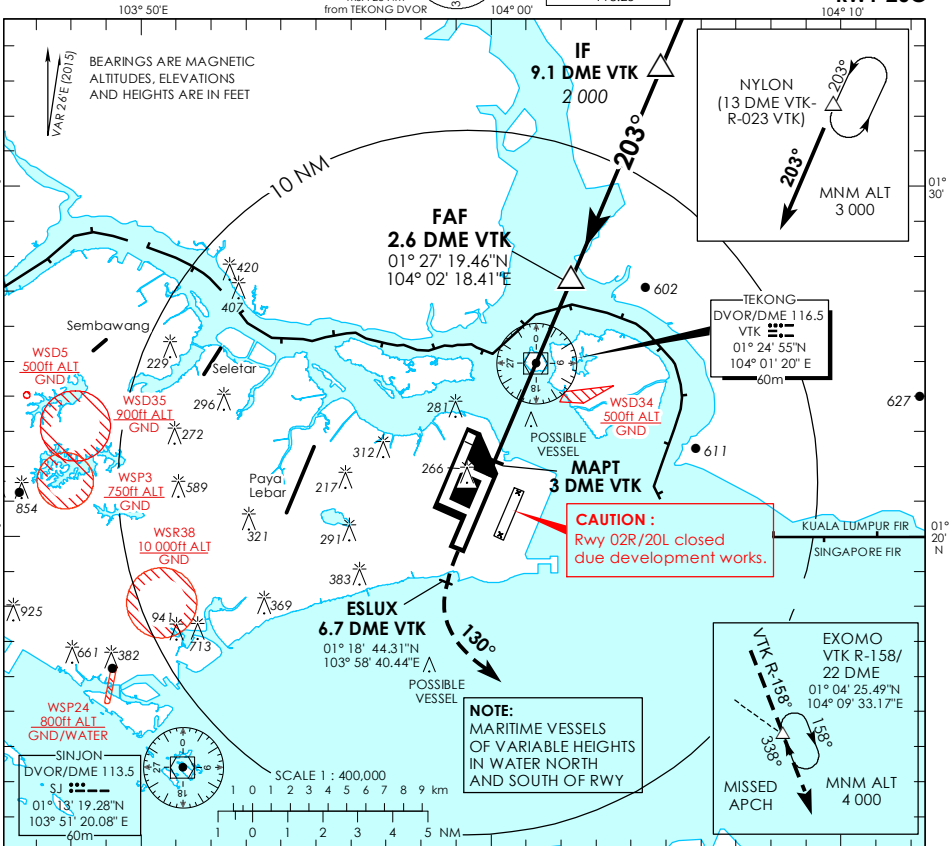 103° 50'E
from TEKONG DVOR
104° 00'
104° 10'
VAR 26'E (2015)
BEARINGS ARE MAGNETIC
ALTITUDES, ELEVATIONS
AND HEIGHTS ARE IN FEET
IF
9.1 DME VTK
2 000
203°
10 NM
NYLON
(13 DME VTK-
R-023 VTK)
203°
203°
MNM ALT
3 000
01°
30'
FAF
2.6 DME VTK
01° 27' 19.46"N
104° 02' 18.41"E
420
407
602
Sembawang
229
Seletar
296
TEKONG
DVOR/DME 116.5
VTK
01° 24' 55"N
104° 01' 20" E
60m
0
9
18
27
WSD5
500ft ALT
GND
WSD35
900ft ALT
GND
272
281
312
WSD34
500ft ALT
GND
627
611
POSSIBLE
VESSEL
266
MAPT
3 DME VTK
WSP3
750ft ALT
GND
854
589
Paya
Lebar
217
321
291
CAUTION :
Rwy 02R/20L closed
due development works.
KUALA LUMPUR FIR
SINGAPORE FIR
01°
20'
N
WSR38
10 000ft ALT
GND
383
369
925
941
713
661
382
ESLUX
6.7 DME VTK
01° 18' 44.31"N
103° 58' 40.44"E
130°
POSSIBLE
VESSEL
WSP24
800ft ALT
GND/WATER
NOTE:
MARITIME VESSELS
OF VARIABLE HEIGHTS
IN WATER NORTH
AND SOUTH OF RWY
EXOMO
VTK R-158/
22 DME
01° 04' 25.49"N
104° 09' 33.17"E
VTK R-158°
158°
338°
MISSED
APCH
MNM ALT
4 000
SINJON
DVOR/DME 113.5
SJ
01° 13' 19.28"N
103° 51' 20.08" E
60m
0
9
18
27
SCALE 1 : 400,000
1 0 1 2 3 4 5 6 7 8 9 km
1 0 1 2 3 4 5 NM